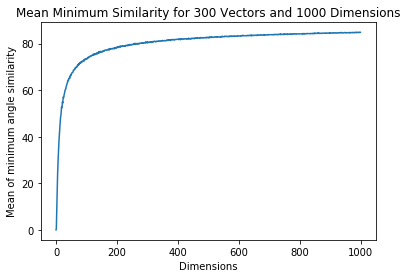 Mean Minimum Similarity for 300 Vectors and 1000 Dimensions
Mean of minimum angle similarity
80
60
40
20
0
0 200 400 600 800 1000
Dimensions